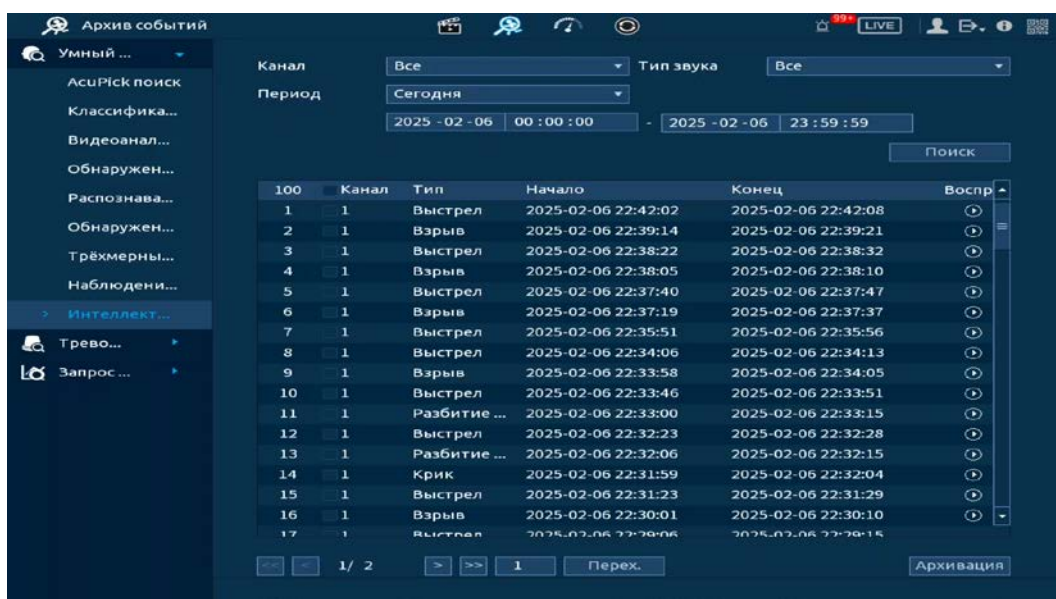 Архив событий
99+
LIVE
Умный ...
AcuPick поиск
Классифика...
Видеоанал...
Обнаружен...
Распознава...
Обнаружен...
Трёхмерны...
Наблюдени...
> Интеллект...
Трево...
Запрос ...
Канал Все Тип звука Все
Период Сегодня
2025 -02 -06 00 :00 :00 - 2025 -02 -06 23 :59 :59
Поиск
100 Канал Тип Начало Конец Воспр
1 1 Выстрел 2025-02-06 22:42:02 2025-02-06 22:42:08
2 1 Взрыв 2025-02-06 22:39:14 2025-02-06 22:39:21
3 1 Выстрел 2025-02-06 22:38:22 2025-02-06 22:38:32
4 1 Взрыв 2025-02-06 22:38:05 2025-02-06 22:38:10
5 1 Выстрел 2025-02-06 22:37:40 2025-02-06 22:37:47
6 1 Взрыв 2025-02-06 22:37:19 2025-02-06 22:37:37
7 1 Выстрел 2025-02-06 22:35:51 2025-02-06 22:35:56
8 1 Выстрел 2025-02-06 22:34:06 2025-02-06 22:34:13
9 1 Взрыв 2025-02-06 22:33:58 2025-02-06 22:34:05
10 1 Выстрел 2025-02-06 22:33:46 2025-02-06 22:33:51
11 1 Разбитие ... 2025-02-06 22:33:00 2025-02-06 22:33:15
12 1 Выстрел 2025-02-06 22:32:23 2025-02-06 22:32:28
13 1 Разбитие ... 2025-02-06 22:32:06 2025-02-06 22:32:15
14 1 Крик 2025-02-06 22:31:59 2025-02-06 22:32:04
15 1 Выстрел 2025-02-06 22:31:23 2025-02-06 22:31:29
16 1 Взрыв 2025-02-06 22:30:01 2025-02-06 22:30:10
17 1 Выстрел 2025-02-06 22:29:06 2025-02-06 22:29:15
<< < 1/ 2 > >> 1 Перех. Архивация